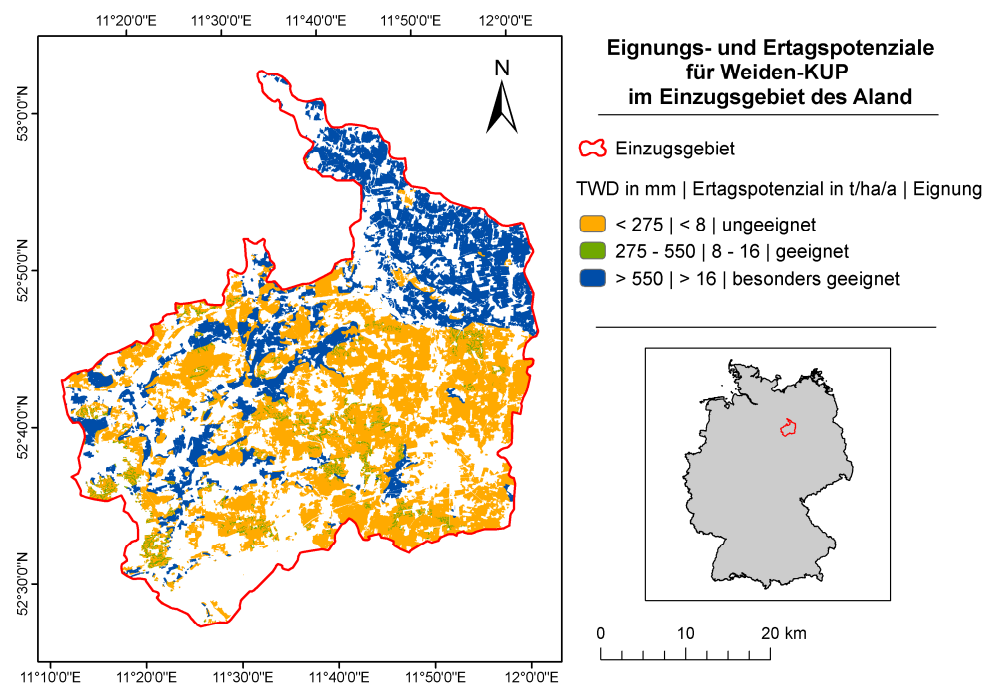 11°20'0"E 11°30'0"E 11°40'0"E 11°50'0"E 12°0'0"E
53°0'0"N
52°50'0"N
52°40'0"N
52°30'0"N
N
11°10'0"E 11°20'0"E 11°30'0"E 11°40'0"E 11°50'0"E 12°0'0"E
Eignungs- und Ertagspotenziale
für Weiden-KUP
im Einzugsgebiet des Aland
Einzugsgebiet
TWD in mm | Ertagspotenzial in t/ha/a | Eignung
< 275 | < 8 | ungeeignet
275 - 550 | 8 - 16 | geeignet
> 550 | > 16 | besonders geeignet
0 10 20 km